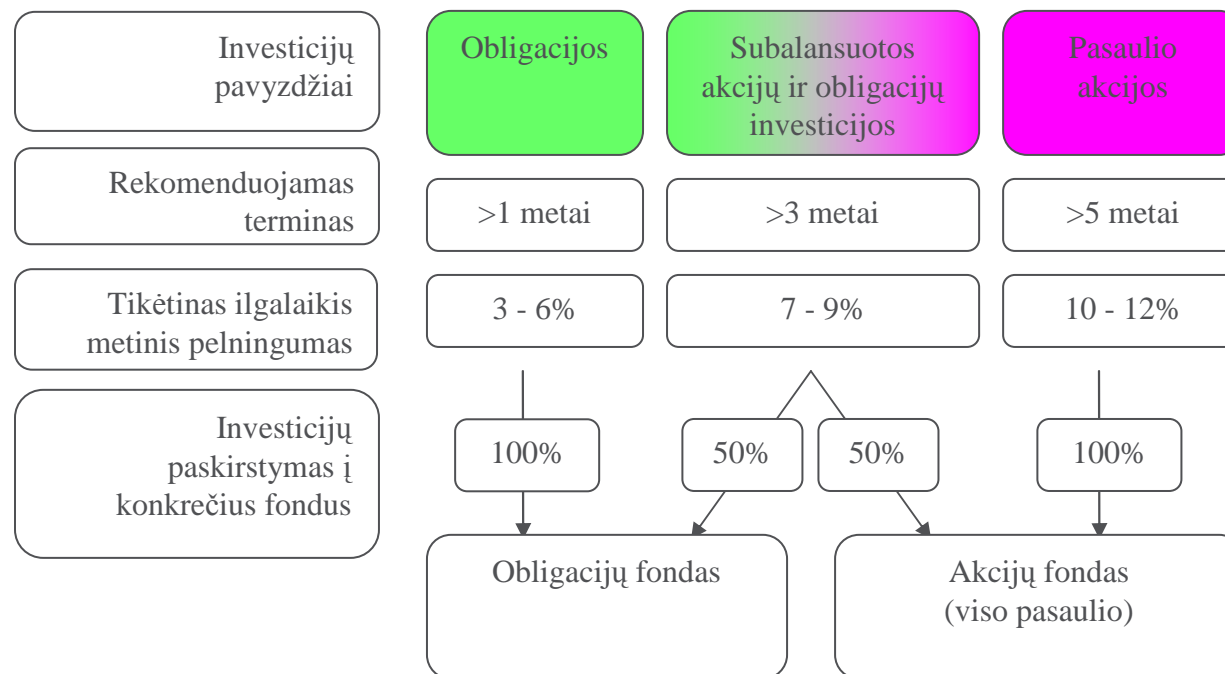 Investicijų
pavyzdžiai
Obligacijos
Subalansuotos
akcijų ir obligacijų
investicijos
Pasaulio
akcijos
Rekomenduojamas
terminas
>1 metai
>3 metai
>5 metai
Tikėtinas ilgalaikis
metinis pelningumas
3 - 6%
7 - 9%
10 - 12%
Investicijų
paskirstymas į
konkrečius fondus
100%
50%
50%
100%
Obligacijų fondas
Akcijų fondas
(viso pasaulio)